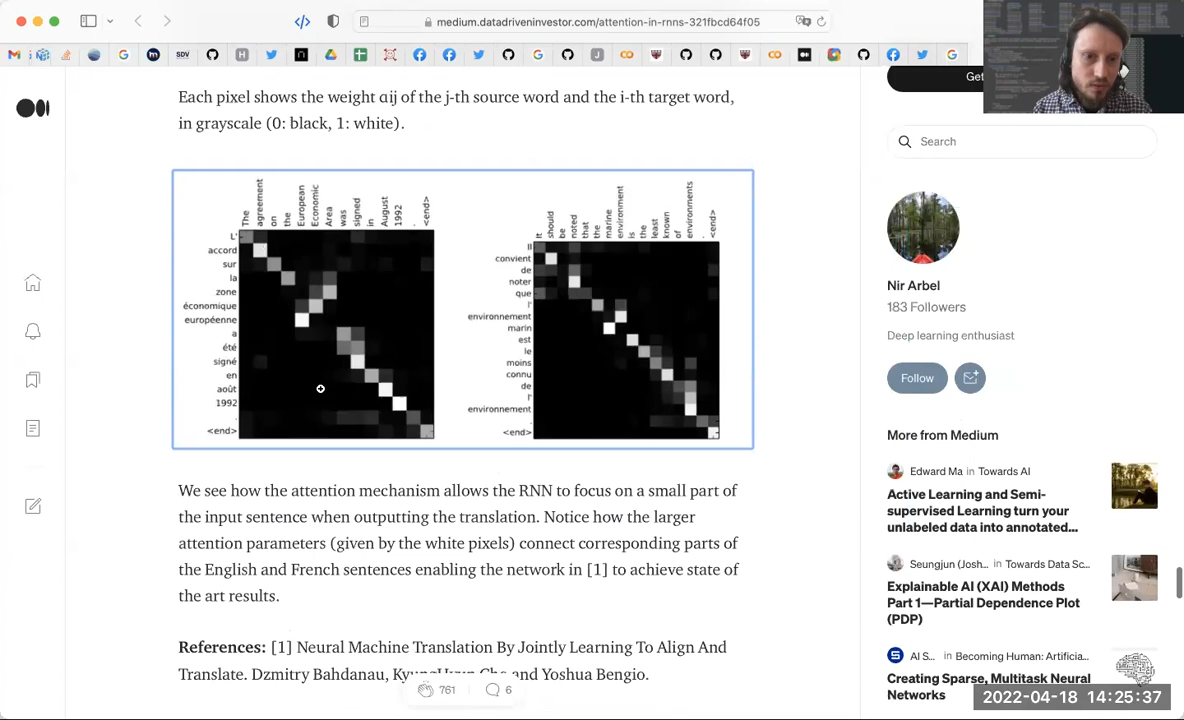 medium.datadriveninvestor.com/attention-in-rnns-321fbcd64f05
SDV
Get
Each pixel shows the weight αij of the j-th source word and the i-th target word,
in grayscale (0: black, 1: white).
The
agreement
on
the
European
Economic
Area
was
signed
in
August
1992
.
<end>
L'
accord
sur
la
zone
économique
européenne
a
été
signé
en
août
1992
.
<end>
It
should
be
noted
that
the
marine
environment
is
the
least
known
of
environments
.
<end>
Il
convient
de
noter
que
l'
environnement
marin
est
le
moins
connu
de
l'
environnement
.
<end>
We see how the attention mechanism allows the RNN to focus on a small part of
the input sentence when outputting the translation. Notice how the larger
attention parameters (given by the white pixels) connect corresponding parts of
the English and French sentences enabling the network in [1] to achieve state of
the art results.
References: [1] Neural Machine Translation By Jointly Learning To Align And
Translate. Dzmitry Bahdanau, KyungHyun Cho and Yoshua Bengio.
761
6
Search
Nir Arbel
183 Followers
Deep learning enthusiast
Follow
More from Medium
Edward Ma in Towards AI
Active Learning and Semi-
supervised Learning turn your
unlabeled data into annotated...
Seungjun (Josh... in Towards Data Sc...
Explainable AI (XAI) Methods
Part 1—Partial Dependence Plot
(PDP)
AI S... in Becoming Human: Artificia...
Creating Sparse, Multitask Neural
Networks
2022-04-18 14:25:37